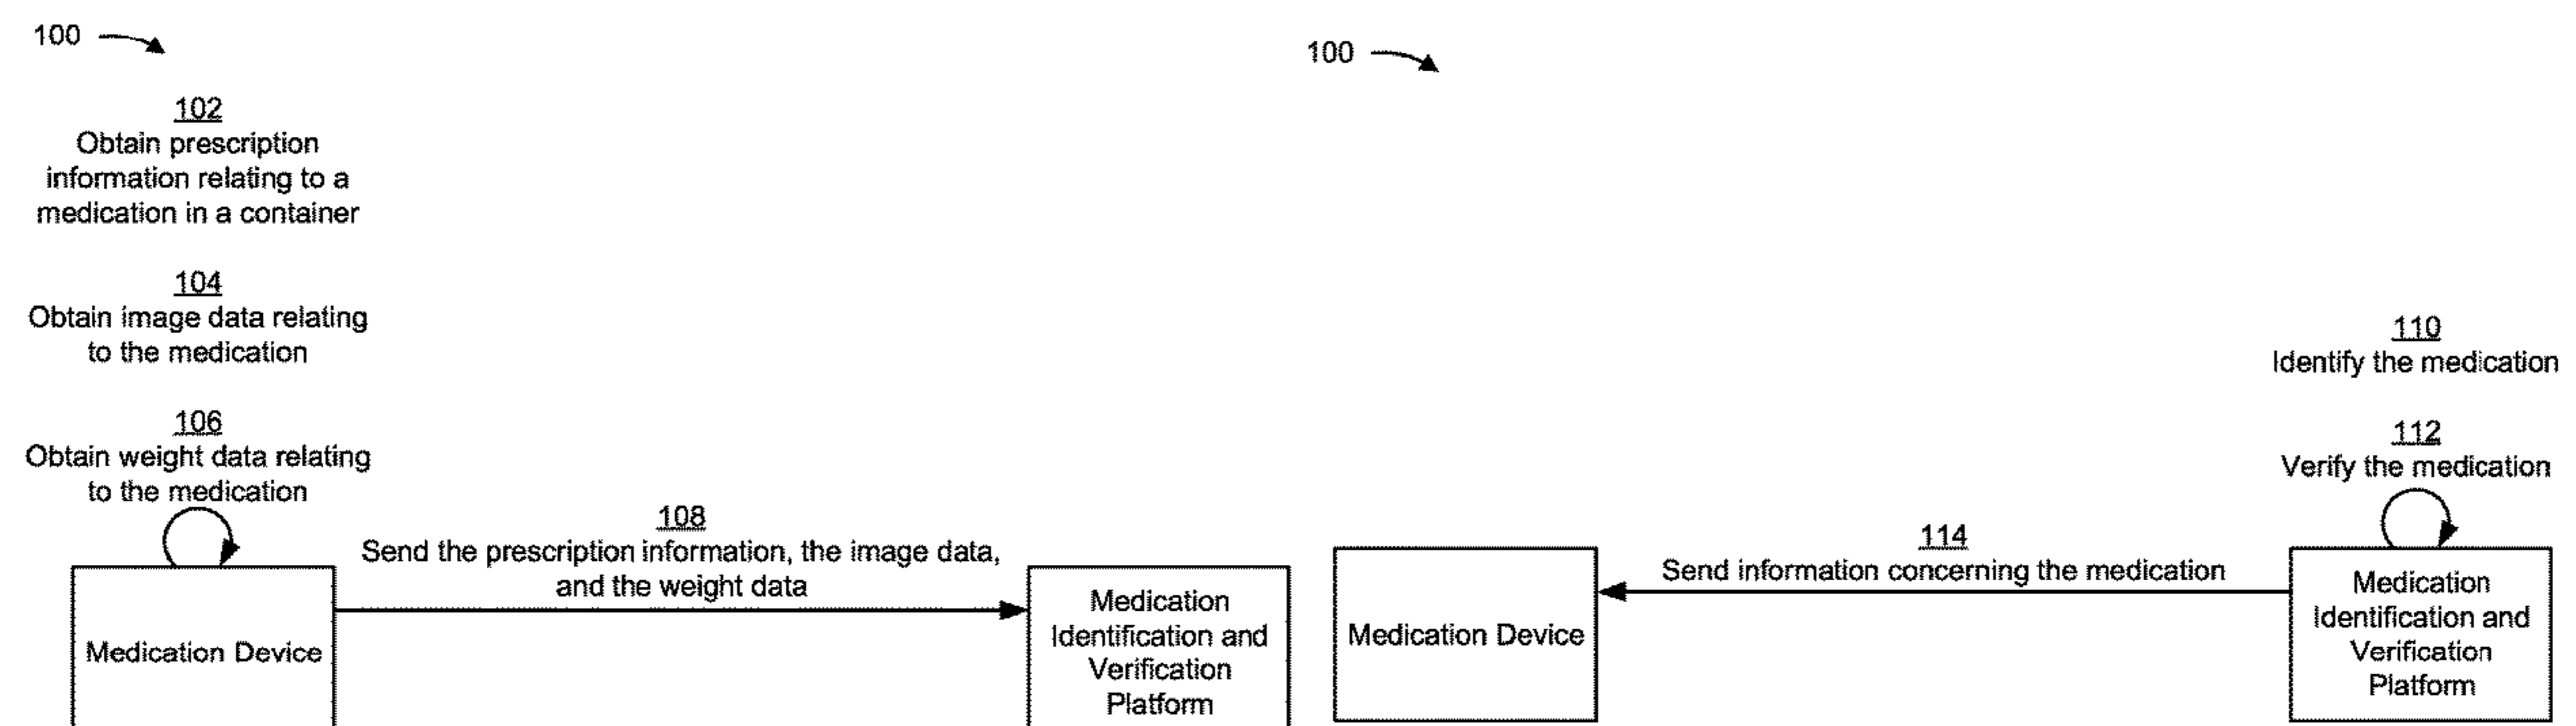 100
102
Obtain prescription
information relating to a
medication in a container
104
Obtain image data relating
to the medication
106
Obtain weight data relating
to the medication
108
Send the prescription information, the image data,
and the weight data
Medication Device
Medication
Identification and
Verification
Platform
100
110
Identify the medication
112
Verify the medication
114
Send information concerning the medication
Medication Device
Medication
Identification and
Verification
Platform